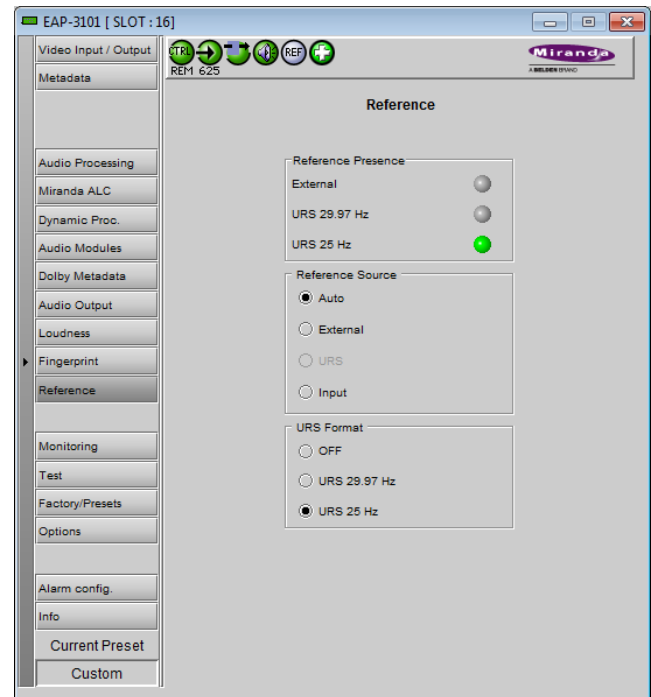 EAP-3101 [ SLOT : 16]
Video Input / Output
Metadata
Audio Processing
Miranda ALC
Dynamic Proc.
Audio Modules
Dolby Metadata
Audio Output
Loudness
Fingerprint
Reference
Monitoring
Test
Factory/Presets
Options
Alarm config.
Info
Current Preset
Custom
CTRL
REF
REM 625
Miranda
A BELDEN BRAND
Reference
Reference Presence
External
URS 29.97 Hz
URS 25 Hz
Reference Source
Auto
External
URS
Input
URS Format
OFF
URS 29.97 Hz
URS 25 Hz